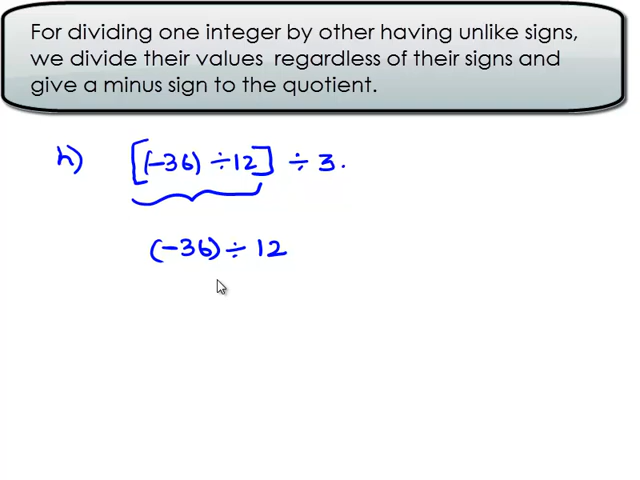 For dividing one integer by other having unlike signs,
we divide their values regardless of their signs and
give a minus sign to the quotient.
h) [(-36) ÷ 12] ÷ 3.
(-36) ÷ 12